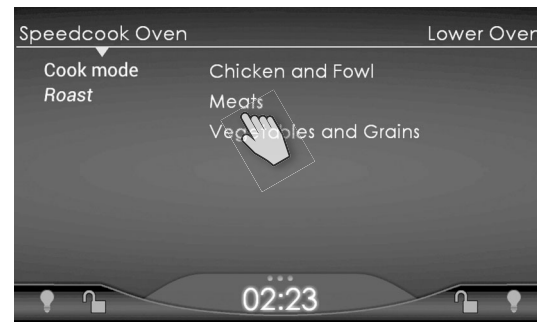 Speedcook Oven
Lower Oven
Cook mode
Roast
Chicken and Fowl
Meats
Vegetables and Grains
02:23